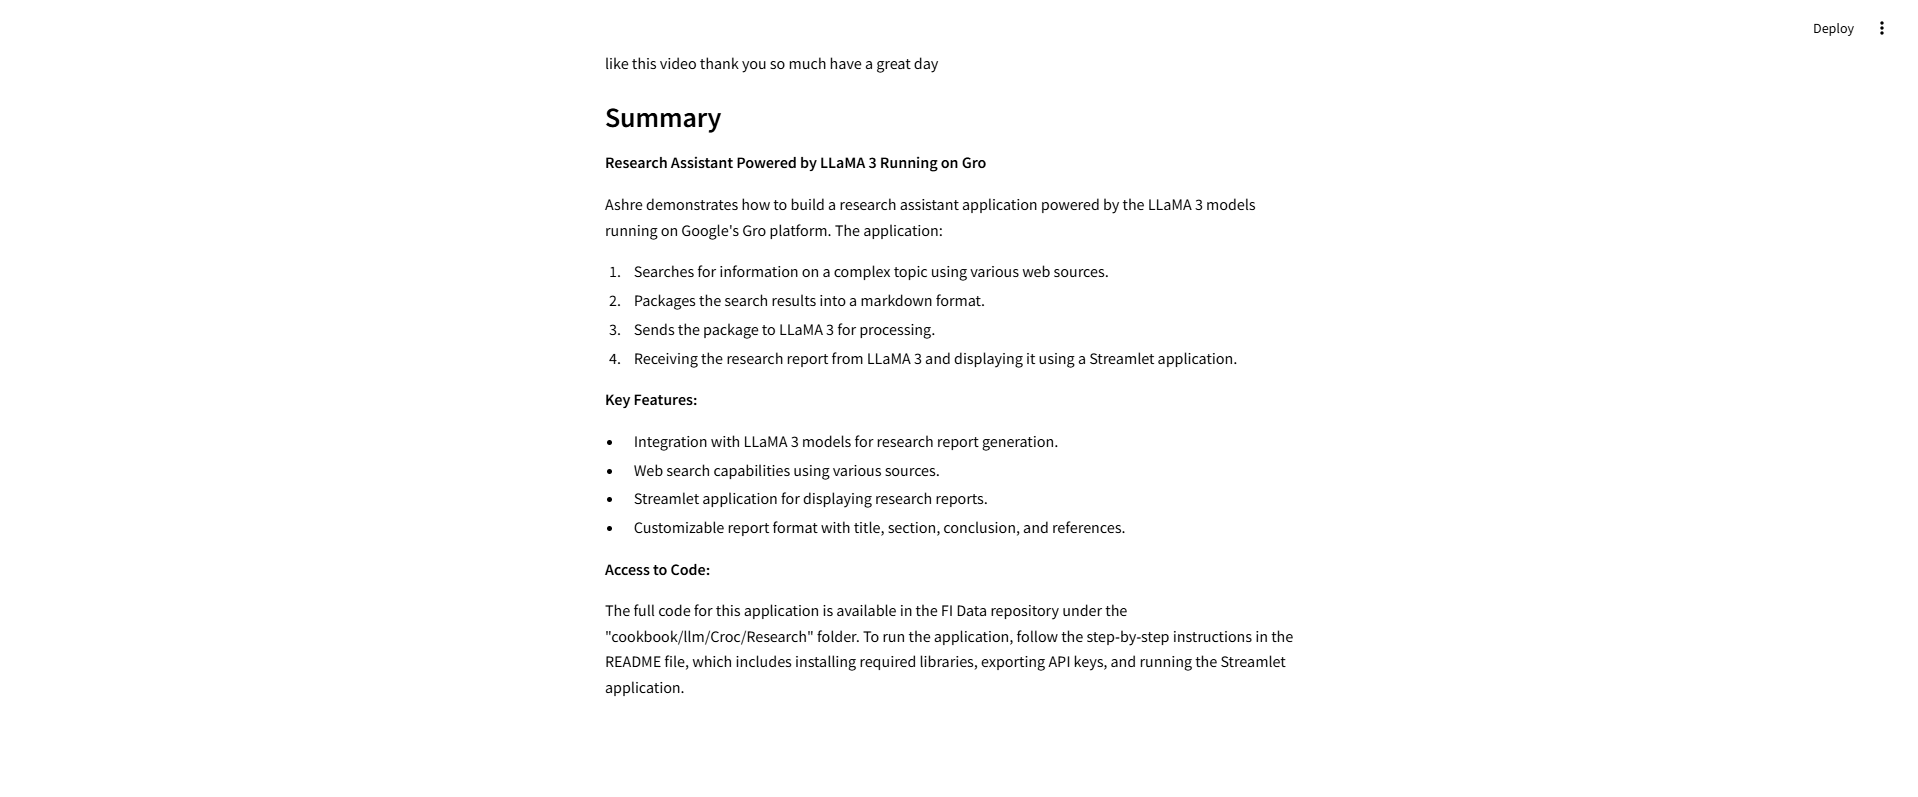 Deploy
like this video thank you so much have a great day
Summary
Research Assistant Powered by LLaMA 3 Running on Gro
Ashre demonstrates how to build a research assistant application powered by the LLaMA 3 models
running on Google's Gro platform. The application:
1. Searches for information on a complex topic using various web sources.
2. Packages the search results into a markdown format.
3. Sends the package to LLaMA 3 for processing.
4. Receiving the research report from LLaMA 3 and displaying it using a Streamlet application.
Key Features:
• Integration with LLaMA 3 models for research report generation.
• Web search capabilities using various sources.
• Streamlet application for displaying research reports.
• Customizable report format with title, section, conclusion, and references.
Access to Code:
The full code for this application is available in the FI Data repository under the
"cookbook/llm/Croc/Research" folder. To run the application, follow the step-by-step instructions in the
README file, which includes installing required libraries, exporting API keys, and running the Streamlet
application.